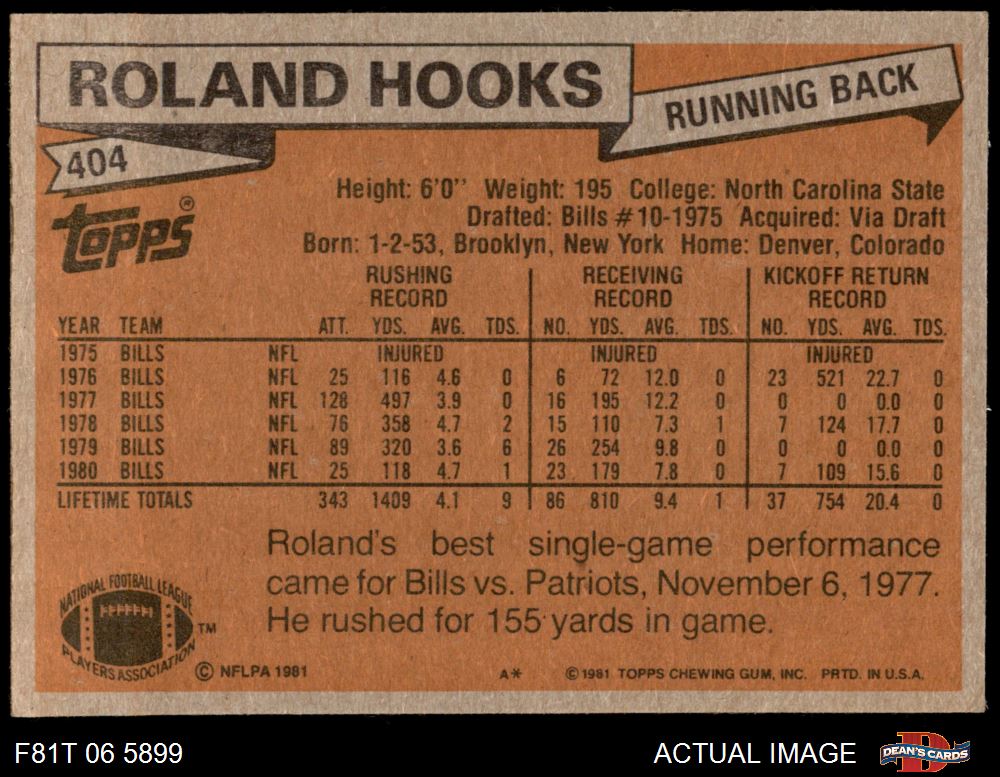 ROLAND HOOKS
RUNNING BACK
404
Topps®
Height: 6'0" Weight: 195 College: North Carolina State
Drafted: Bills #10-1975 Acquired: Via Draft
Born: 1-2-53, Brooklyn, New York Home: Denver, Colorado
RUSHING RECORD RECEIVING RECORD KICKOFF RETURN RECORD
YEAR TEAM ATT. YDS. AVG. TDS. NO. YDS. AVG. TDS. NO. YDS. AVG. TDS.
1975 BILLS NFL INJURED INJURED INJURED
1976 BILLS NFL 25 116 4.6 0 6 72 12.0 0 23 521 22.7 0
1977 BILLS NFL 128 497 3.9 0 16 195 12.2 0 0 0 0.0 0
1978 BILLS NFL 76 358 4.7 2 15 110 7.3 1 7 124 17.7 0
1979 BILLS NFL 89 320 3.6 6 26 254 9.8 0 0 0 0.0 0
1980 BILLS NFL 25 118 4.7 1 23 179 7.8 0 7 109 15.6 0
LIFETIME TOTALS 343 1409 4.1 9 86 810 9.4 1 37 754 20.4 0
Roland's best single-game performance
came for Bills vs. Patriots, November 6, 1977.
He rushed for 155 yards in game.
NATIONAL FOOTBALL LEAGUE
PLAYERS ASSOCIATION
TM
© NFLPA 1981
A* © 1981 TOPPS CHEWING GUM, INC. PRTD. IN U.S.A.
F81T 06 5899
ACTUAL IMAGE
DEAN'S CARDS